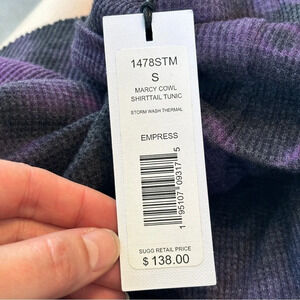 1478STM
S
MARCY COWL
SHIRTTAIL TUNIC
STORM WASH THERMAL
EMPRESS
1 95107 09317 5
SUGG RETAIL PRICE
$ 138.00